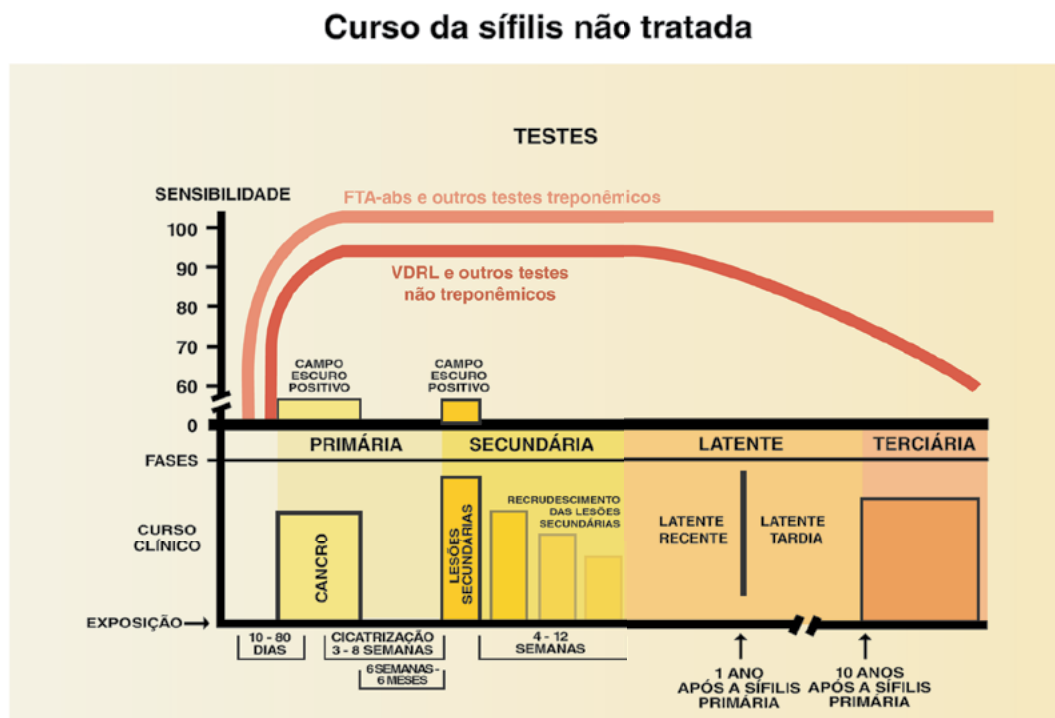 Curso da sífilis não tratada
TESTES
SENSIBILIDADE
FTA-abs e outros testes treponêmicos
100
90
80
70
60
0
VDRL e outros testes
não treponêmicos
CAMPO
ESCURO
POSITIVO
CAMPO
ESCURO
POSITIVO
FASES
PRIMÁRIA
SECUNDÁRIA
LATENTE
TERCIÁRIA
CURSO
CLÍNICO
CANCRO
LESÕES
SECUNDÁRIAS
RECRUDESCIMENTO
DAS LESÕES
SECUNDÁRIAS
LATENTE
RECENTE
LATENTE
TARDIA
EXPOSIÇÃO
10 - 80
DIAS
CICATRIZAÇÃO
3 - 8 SEMANAS
6 SEMANAS -
6 MESES
4 - 12
SEMANAS
1 ANO
APÓS A SÍFILIS
PRIMÁRIA
10 ANOS
APÓS A SÍFILIS
PRIMÁRIA